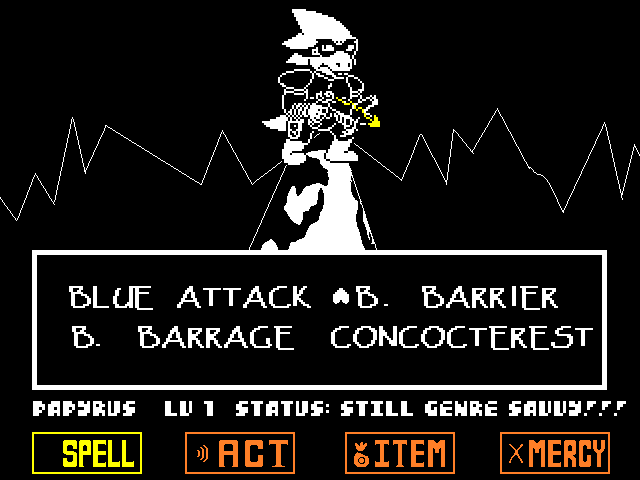 BLUE ATTACK B. BARRIER
B. BARRAGE CONCOCTEREST
PAPYRUS LV 1 STATUS: STILL GENRE SAVVY!!!
SPELL ACT ITEM MERCY